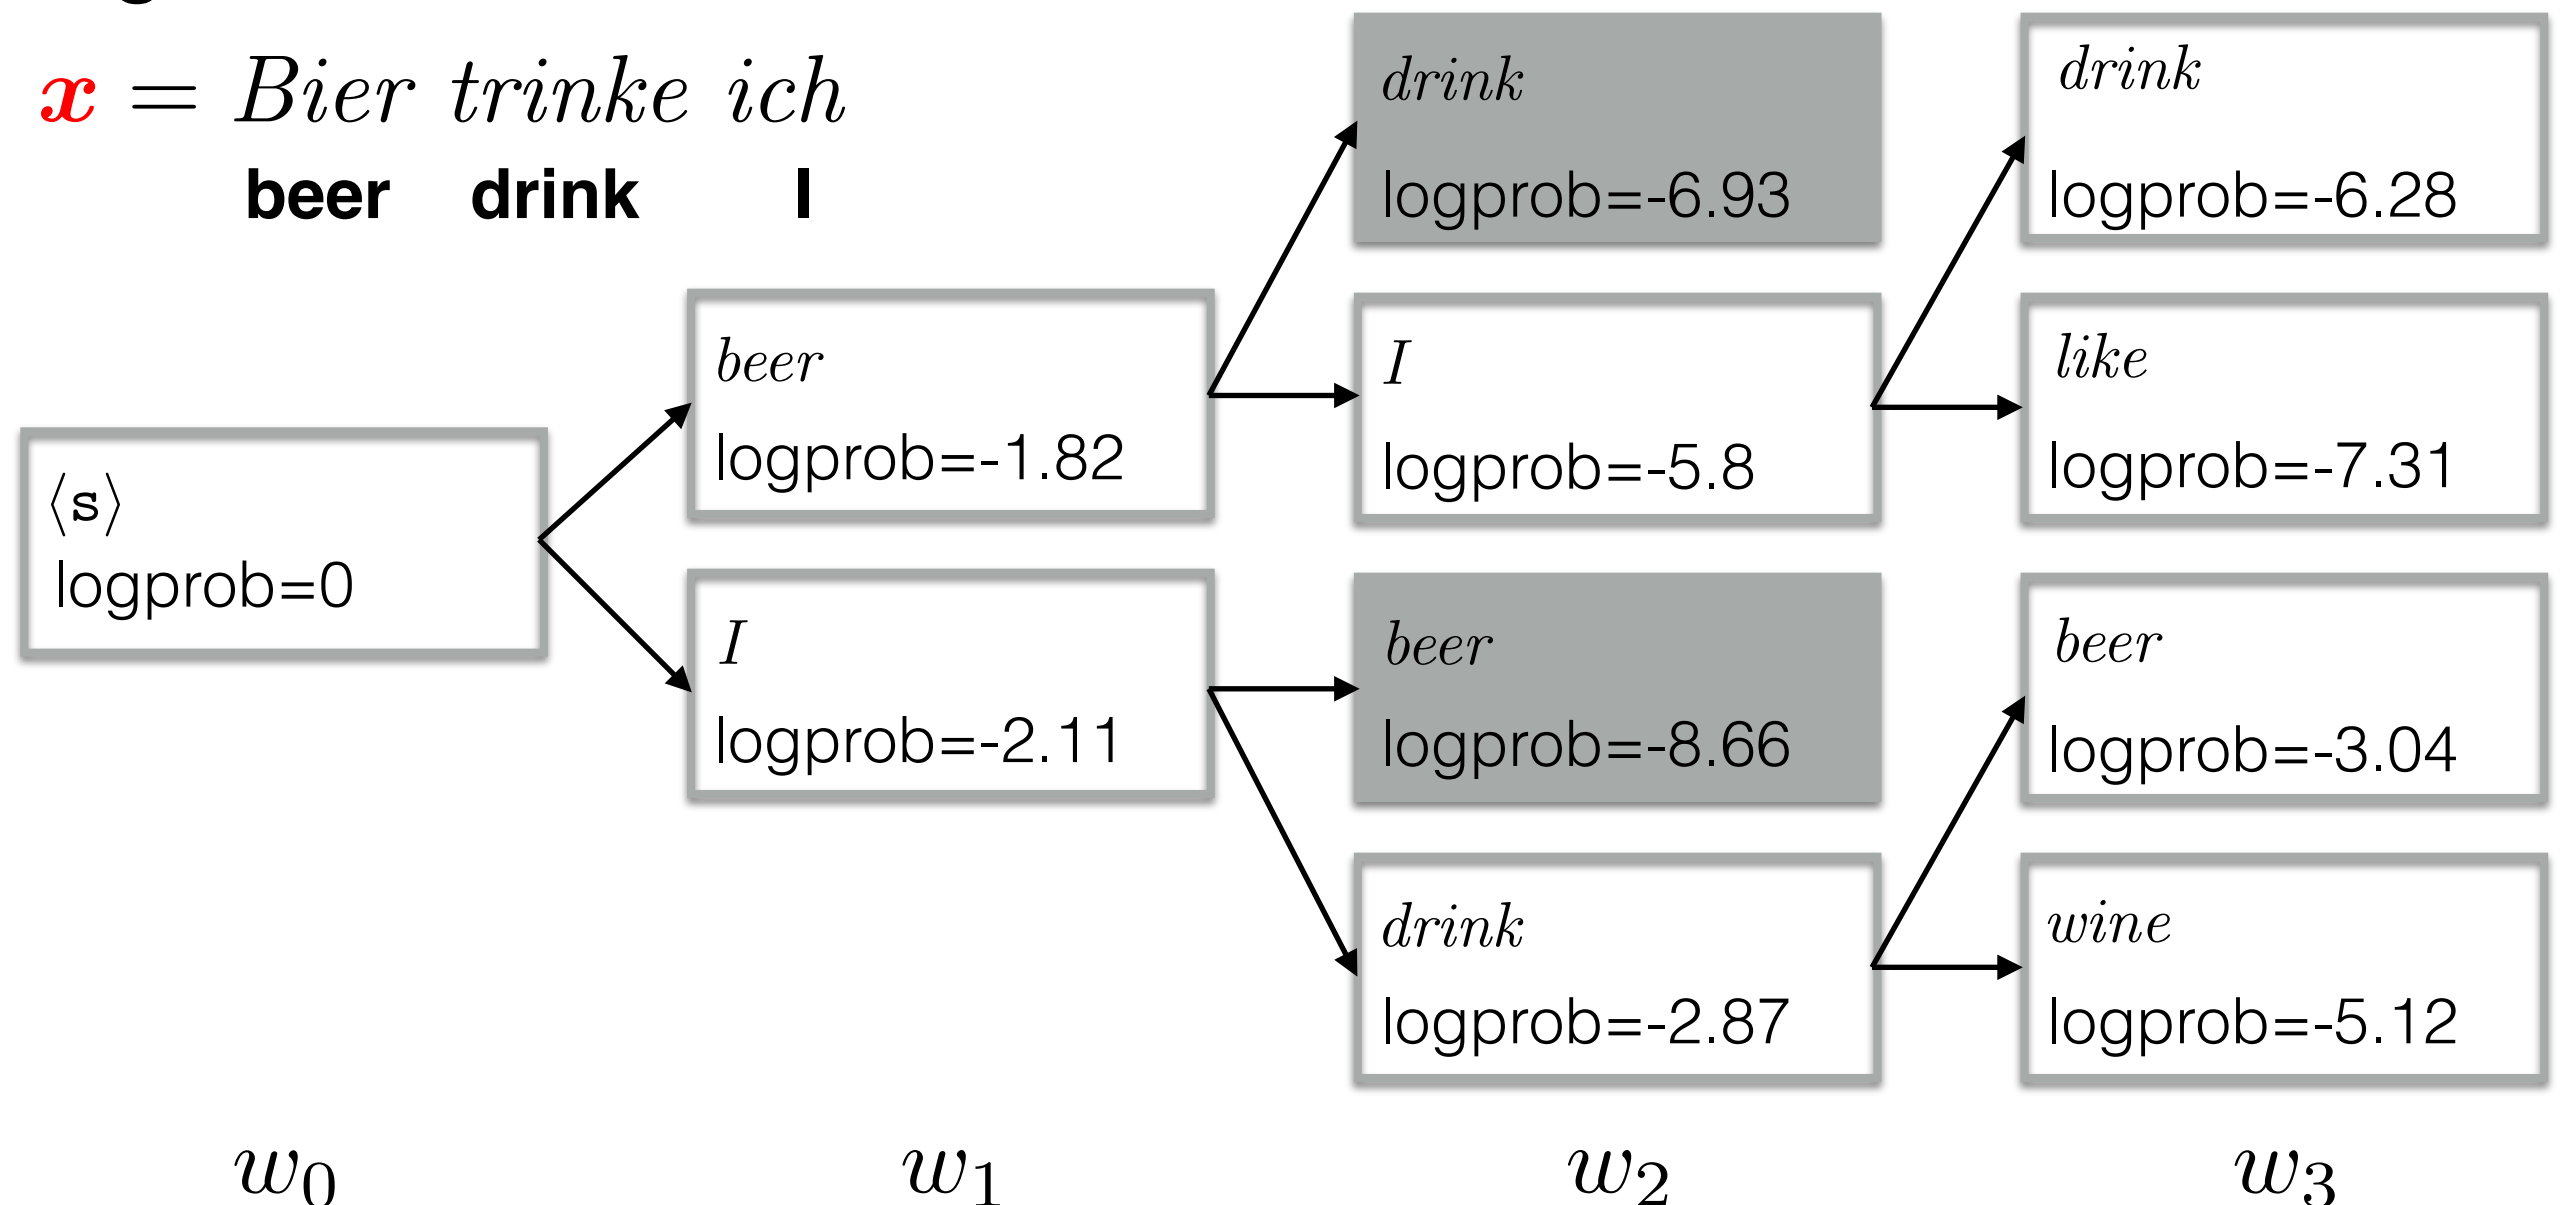 x = Bier trinke ich
beer drink I
⟨s⟩
logprob=0
beer
logprob=-1.82
I
logprob=-2.11
drink
logprob=-6.93
I
logprob=-5.8
beer
logprob=-8.66
drink
logprob=-2.87
drink
logprob=-6.28
like
logprob=-7.31
beer
logprob=-3.04
wine
logprob=-5.12
w0 w1 w2 w3